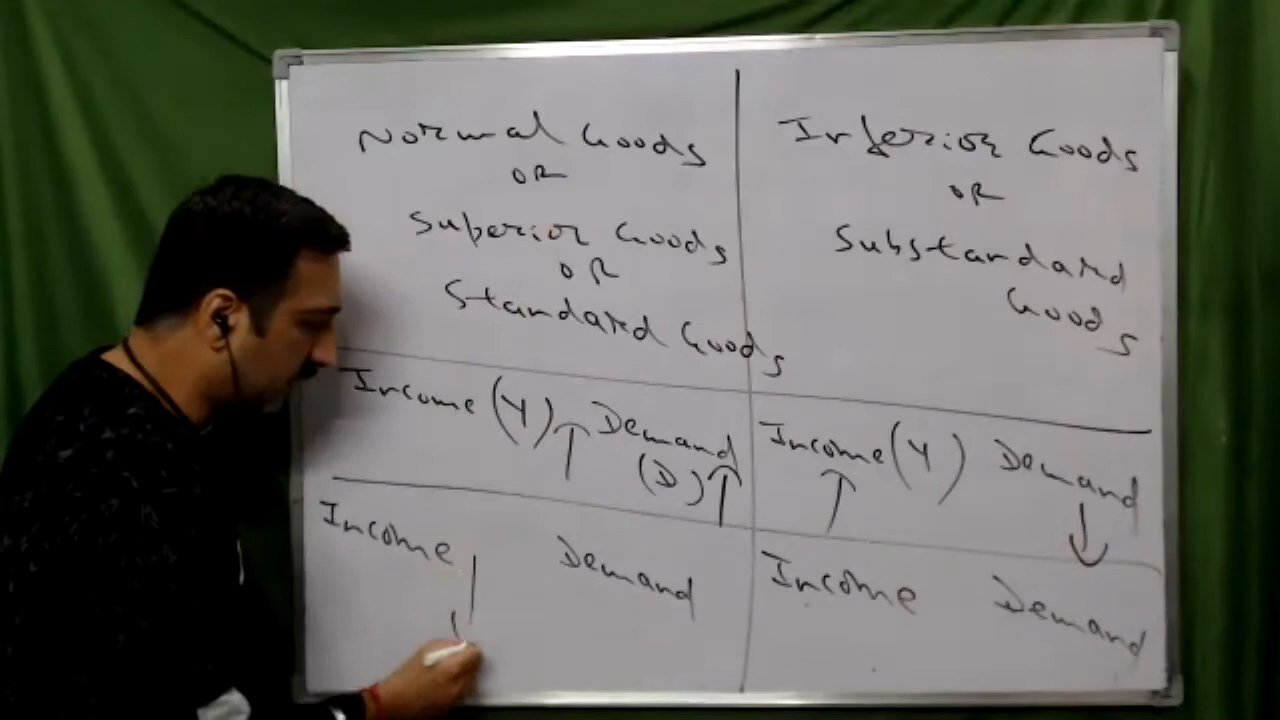 Normal Goods
OR
Superior Goods
OR
Standard Goods
Inferior Goods
OR
Substandard
Goods
Income (Y) ↑ Demand
(D) ↑
Income (Y) Demand
↑ ↓
Income Demand
Income Demand